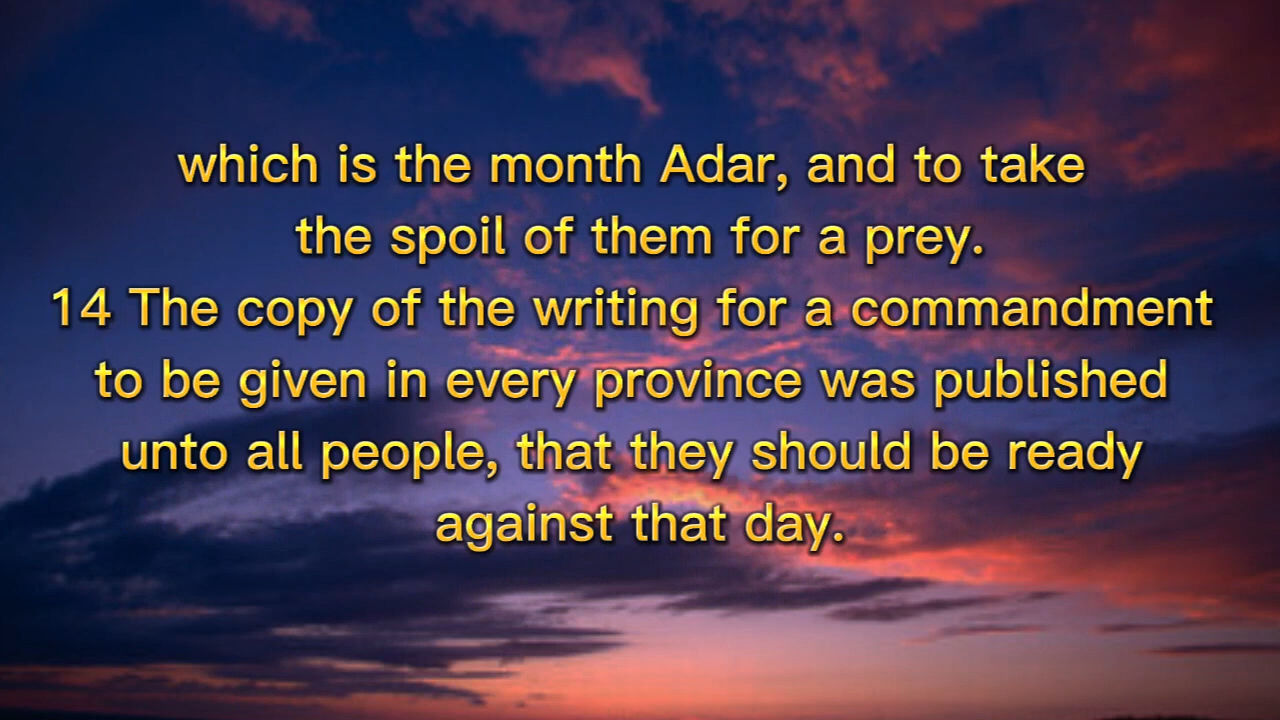 which is the month Adar, and to take
the spoil of them for a prey.
14 The copy of the writing for a commandment
to be given in every province was published
unto all people, that they should be ready
against that day.